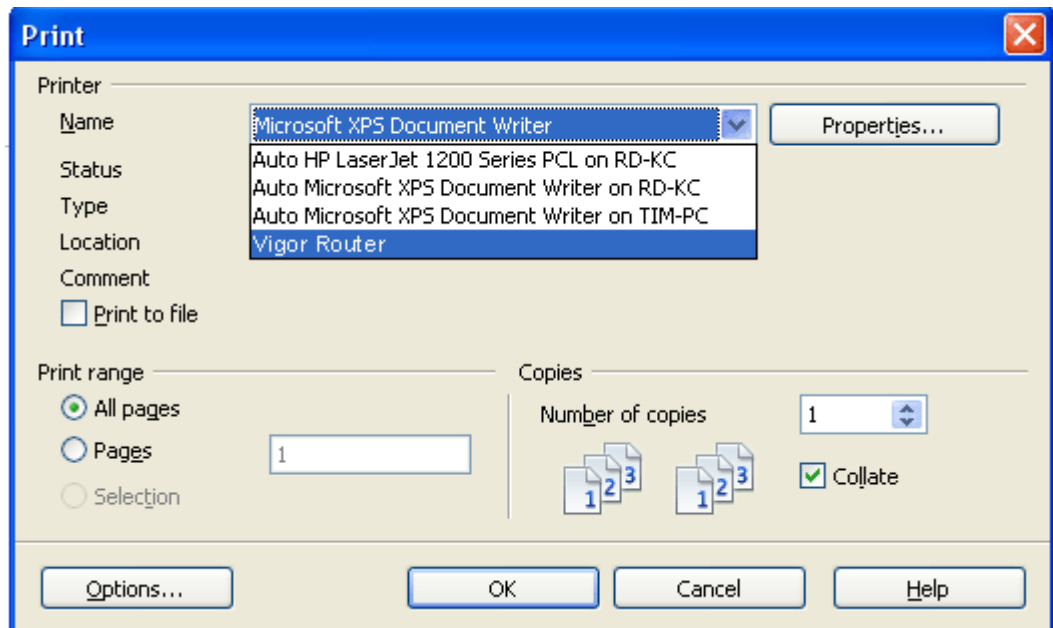 Print
Printer
Name
Microsoft XPS Document Writer
Properties...
Auto HP LaserJet 1200 Series PCL on RD-KC
Status
Auto Microsoft XPS Document Writer on RD-KC
Type
Auto Microsoft XPS Document Writer on TIM-PC
Location
Vigor Router
Comment
Print to file
Print range
Copies
All pages
Number of copies
1
Pages
1
1 2 3
1 2 3
Collate
Selection
Options...
OK
Cancel
Help